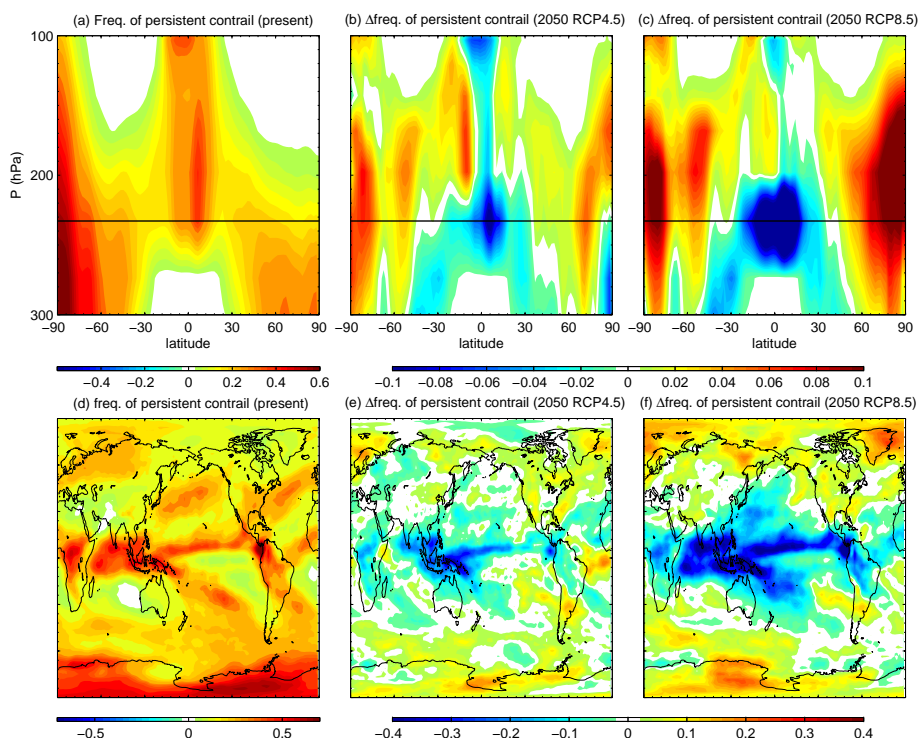 (a) Freq. of persistent contrail (present)
(b) Δfreq. of persistent contrail (2050 RCP4.5)
(c) Δfreq. of persistent contrail (2050 RCP8.5)
P (hPa)
100
200
300
−90 −60 −30 0 30 60 90
latitude
−90 −60 −30 0 30 60 90
latitude
−90 −60 −30 0 30 60 90
latitude
−0.4 −0.2 0 0.2 0.4 0.6
−0.1 −0.08 −0.06 −0.04 −0.02 0 0.02 0.04 0.06 0.08 0.1
(d) freq. of persistent contrail (present)
(e) Δfreq. of persistent contrail (2050 RCP4.5)
(f) Δfreq. of persistent contrail (2050 RCP8.5)
−0.5 0 0.5
−0.4 −0.3 −0.2 −0.1 0 0.1 0.2 0.3 0.4